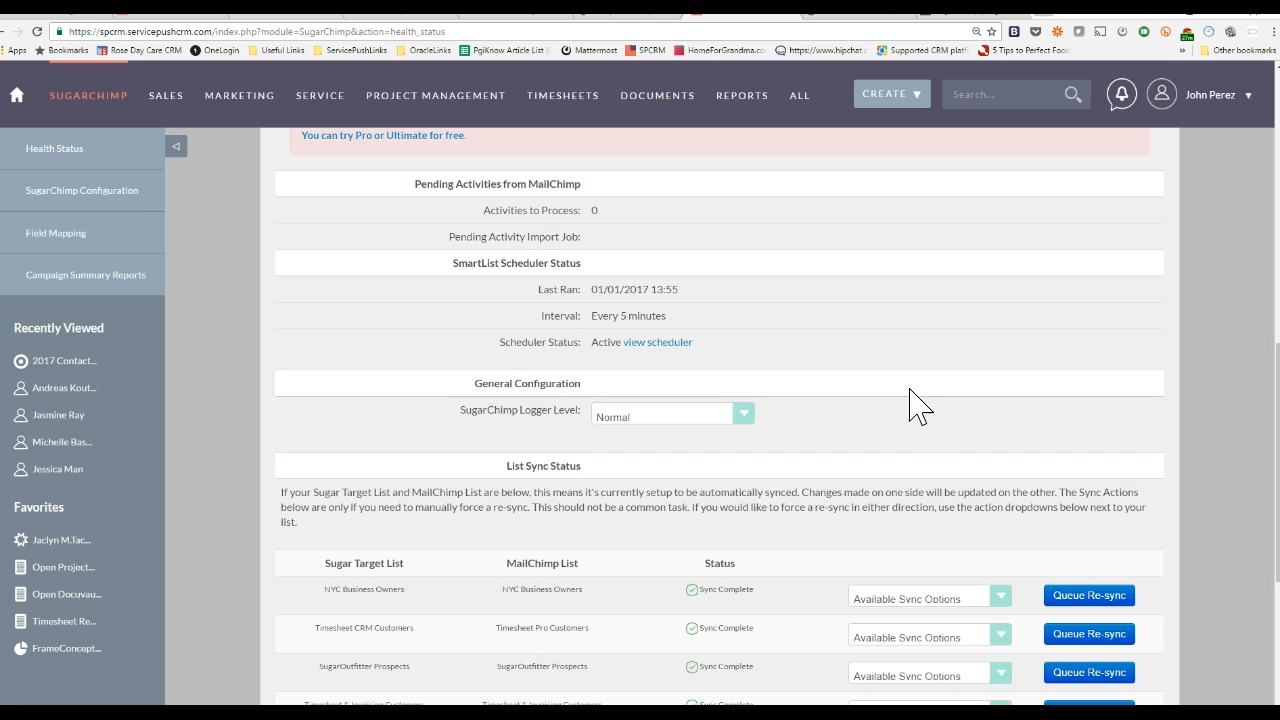 https://spcrm.servicepushcrm.com/index.php?module=SugarChimp&action=health_status
Apps Bookmarks Rose Day Care CRM OneLogin Useful Links ServicePushLinks OracleLinks PgiKnow Article List ( Mattermost SPCRM HomeForGrandma.co https://www.hipchat. Supported CRM platf 5 Tips to Perfect Food » Other bookmarks
SUGARCHIMP SALES MARKETING SERVICE PROJECT MANAGEMENT TIMESHEETS DOCUMENTS REPORTS ALL CREATE ▼ Search... John Perez ▼
Health Status
SugarChimp Configuration
Field Mapping
Campaign Summary Reports
Recently Viewed
2017 Contact...
Andreas Kout...
Jasmine Ray
Michelle Bas...
Jessica Man
Favorites
Jaclyn M.Tac...
Open Project...
Open Docuvau...
Timesheet Re...
FrameConcept...
You can try Pro or Ultimate for free.
Pending Activities from MailChimp
Activities to Process: 0
Pending Activity Import Job:
SmartList Scheduler Status
Last Ran: 01/01/2017 13:55
Interval: Every 5 minutes
Scheduler Status: Active view scheduler
General Configuration
SugarChimp Logger Level: Normal
List Sync Status
If your Sugar Target List and MailChimp List are below, this means it's currently setup to be automatically synced. Changes made on one side will be updated on the other. The Sync Actions
below are only if you need to manually force a re-sync. This should not be a common task. If you would like to force a re-sync in either direction, use the action dropdowns below next to your
list.
Sugar Target List MailChimp List Status
NYC Business Owners NYC Business Owners Sync Complete Available Sync Options Queue Re-sync
Timesheet CRM Customers Timesheet Pro Customers Sync Complete Available Sync Options Queue Re-sync
SugarOutfitter Prospects SugarOutfitter Prospects Sync Complete Available Sync Options Queue Re-sync
Timesheet & Invoicing Customers Timesheet & Invoicing Customers Sync Complete